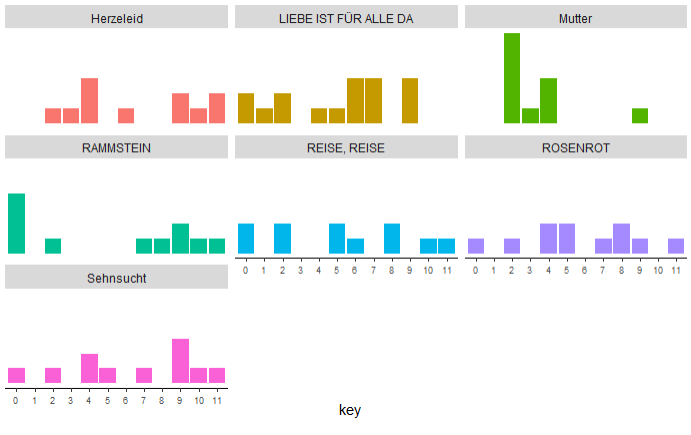 Herzeleid
LIEBE IST FÜR ALLE DA
Mutter
RAMMSTEIN
REISE, REISE
ROSENROT
0 1 2 3 4 5 6 7 8 9 10 11
0 1 2 3 4 5 6 7 8 9 10 11
Sehnsucht
0 1 2 3 4 5 6 7 8 9 10 11
key